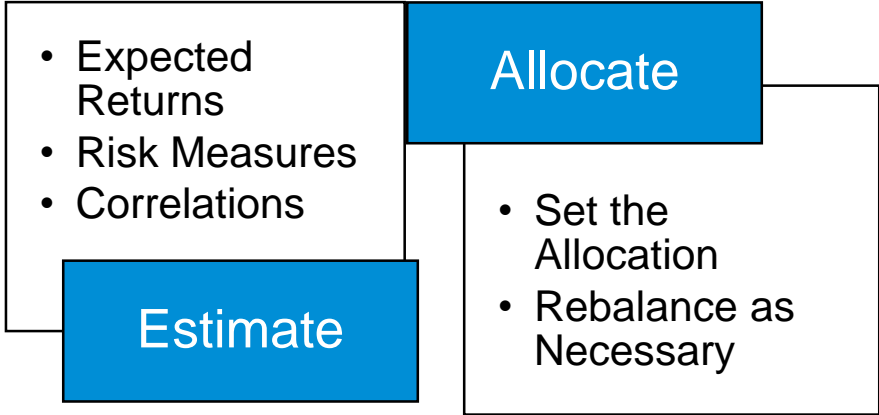 • Expected
Returns
• Risk Measures
• Correlations
Estimate
Allocate
• Set the
Allocation
• Rebalance as
Necessary